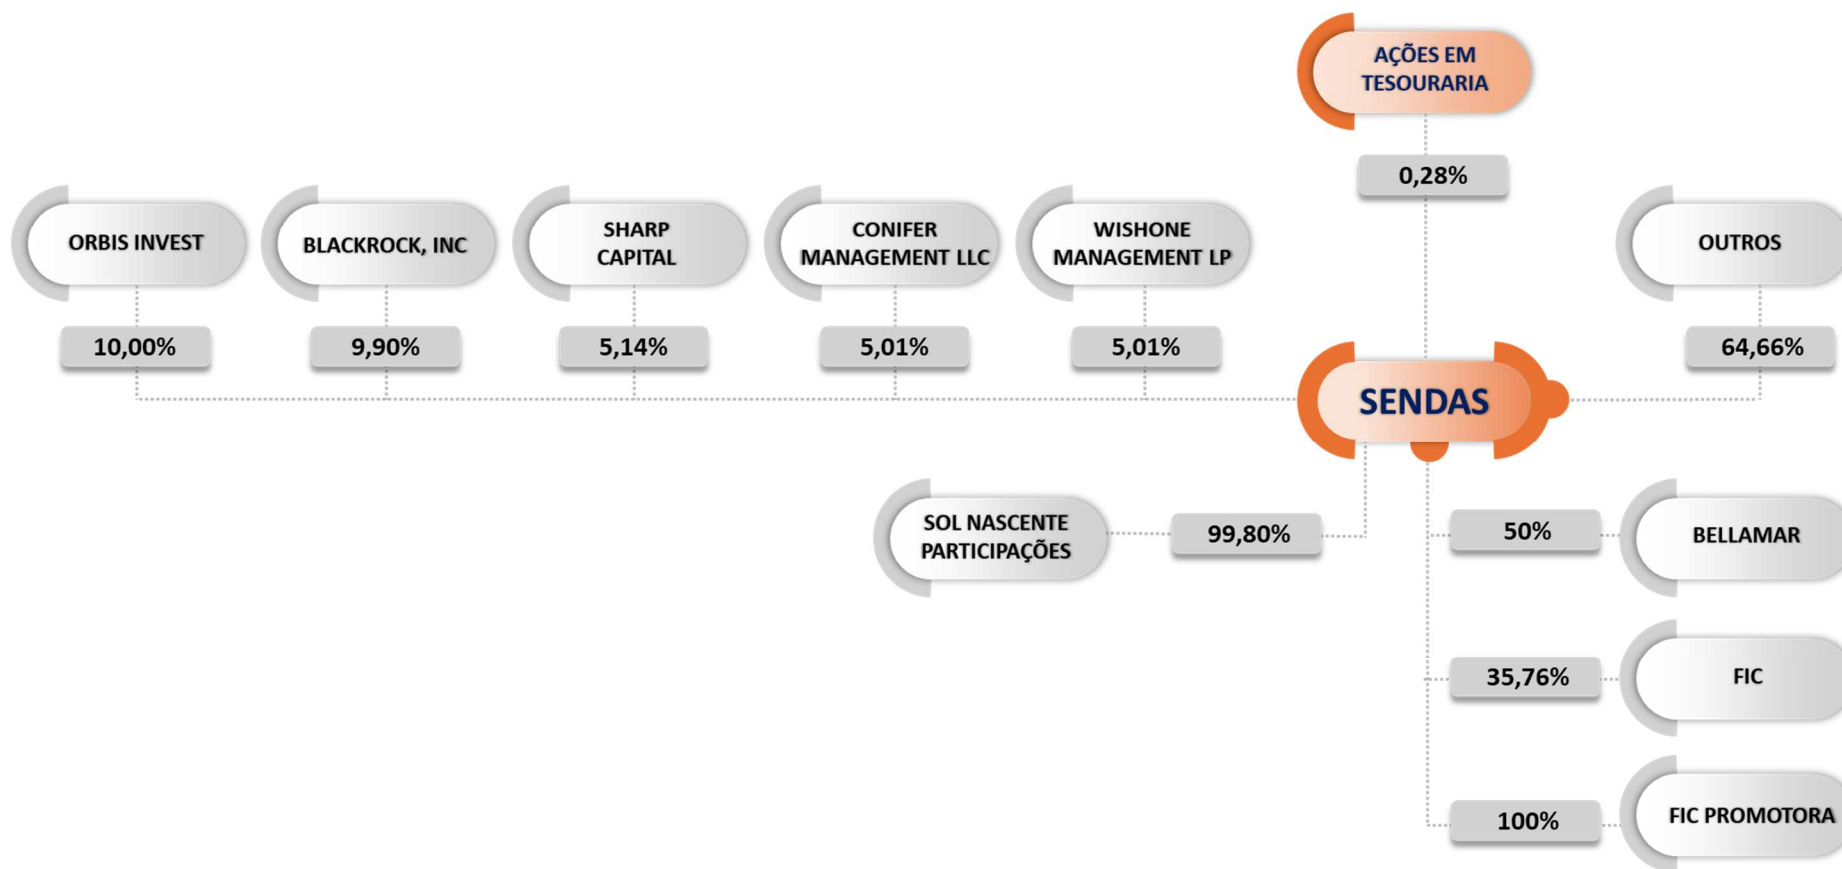 AÇÕES EM
TESOURARIA
0,28%
ORBIS INVEST
BLACKROCK, INC
SHARP
CAPITAL
CONIFER
MANAGEMENT LLC
WISHONE
MANAGEMENT LP
OUTROS
10,00%
9,90%
5,14%
5,01%
5,01%
64,66%
SENDAS
SOL NASCENTE
PARTICIPAÇÕES
99,80%
50%
BELLAMAR
35,76%
FIC
100%
FIC PROMOTORA